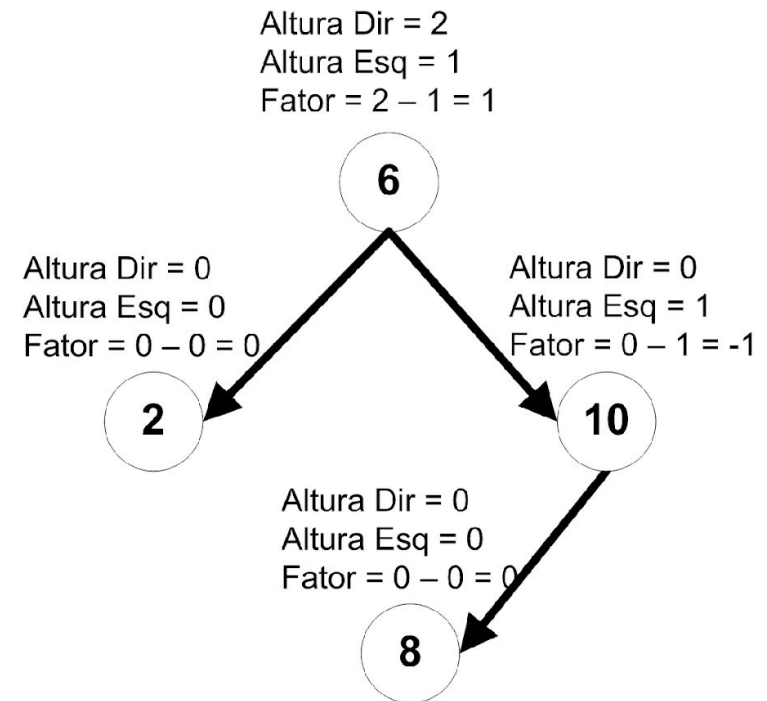 Altura Dir = 2
Altura Esq = 1
Fator = 2 – 1 = 1
6
Altura Dir = 0
Altura Esq = 0
Fator = 0 – 0 = 0
2
Altura Dir = 0
Altura Esq = 1
Fator = 0 – 1 = -1
10
Altura Dir = 0
Altura Esq = 0
Fator = 0 – 0 = 0
8